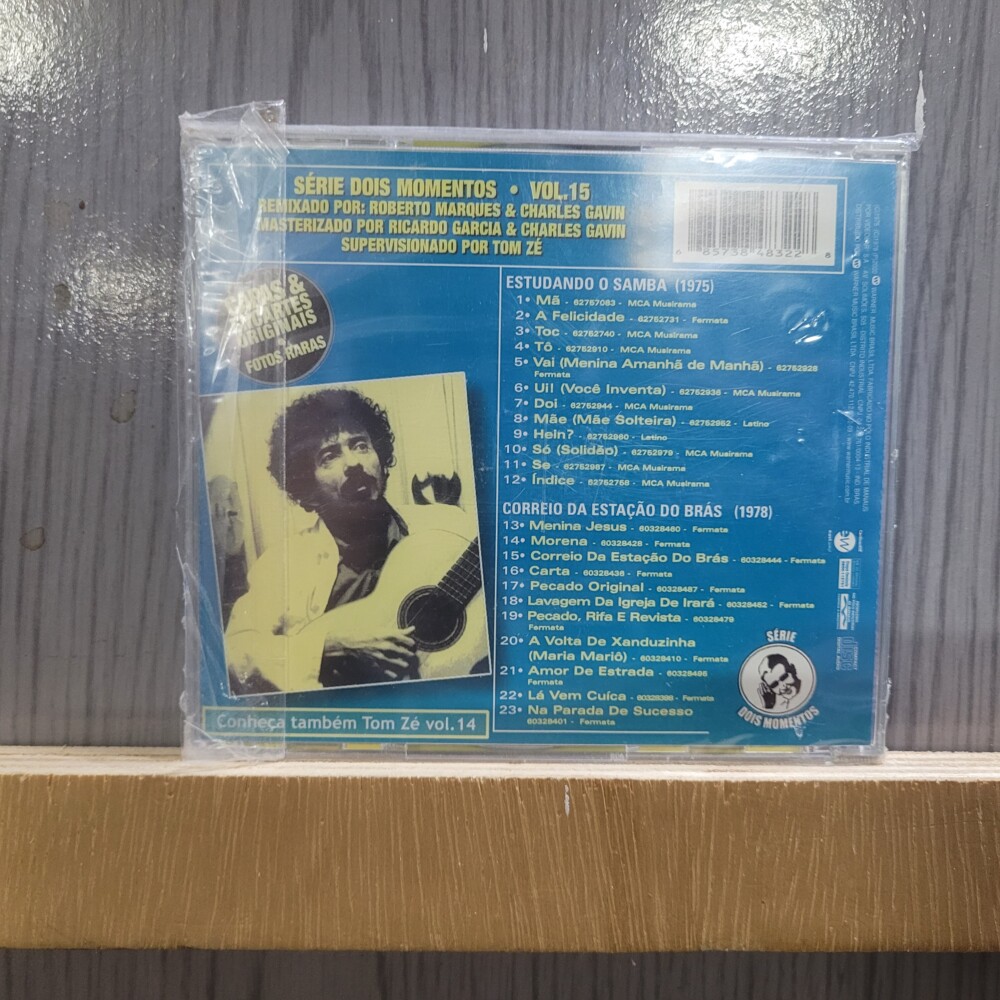 SÉRIE DOIS MOMENTOS • VOL.15
REMIXADO POR: ROBERTO MARQUES & CHARLES GAVIN
MASTERIZADO POR RICARDO GARCIA & CHARLES GAVIN
SUPERVISIONADO POR TOM ZÉ
6 85738 48322 8
&
ORIGINAIS
FOTOS RARAS
ESTUDANDO O SAMBA (1975)
1• Mã - 62757083 - MCA Musirama
2• A Felicidade - 62752731 - Fermata
3• Toc - 62752740 - MCA Musirama
4• Tô - 62752910 - MCA Musirama
5• Vai (Menina Amanhã de Manhã) - 62752928
Fermata
6• Ui! (Você Inventa) - 62752936 - MCA Musirama
7• Doi - 62752944 - MCA Musirama
8• Mãe (Mãe Solteira) - 62752952 - Latino
9• Hein? - 62752960 - Latino
10• Só (Solidão) - 62752979 - MCA Musirama
11• Se - 62752987 - MCA Musirama
12• Índice - 62752758 - MCA Musirama
CORREIO DA ESTAÇÃO DO BRÁS (1978)
13• Menina Jesus - 60328460 - Fermata
14• Morena - 60328428 - Fermata
15• Correio Da Estação Do Brás - 60328444 - Fermata
16• Carta - 60328436 - Fermata
17• Pecado Original - 60328487 - Fermata
18• Lavagem Da Igreja De Irará - 60328452 - Fermata
19• Pecado, Rifa E Revista - 60328479
Fermata
20• A Volta De Xanduzinha
(Maria Mariô) - 60328410 - Fermata
21• Amor De Estrada - 60328495
Fermata
22• Lá Vem Cuíca - 60328398 - Fermata
23• Na Parada De Sucesso
60328401 - Fermata
Conheça também Tom Zé vol.14
SÉRIE
DOIS MOMENTOS